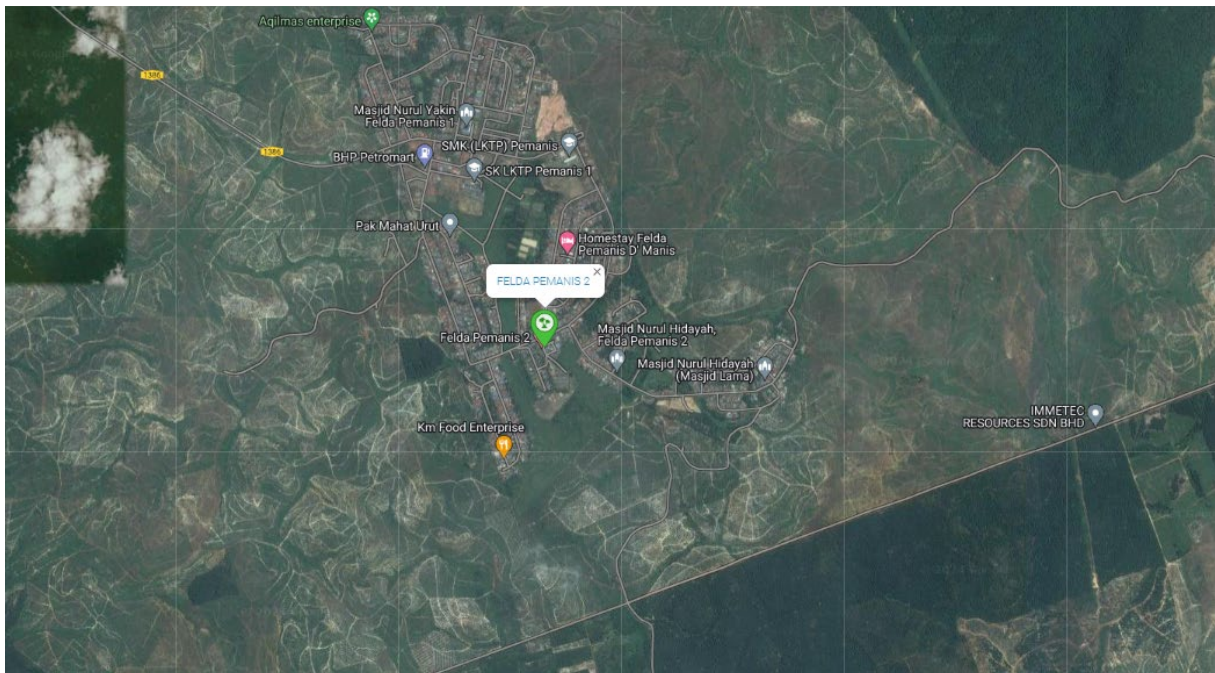 Aqilmas enterprise
1386
Masjid Nurul Yakin
Felda Pemanis 1
SMK (LKTP) Pemanis
1386
BHP Petromart
SK LKTP Pemanis 1
Pak Mahat Urut
Homestay Felda
Pemanis D' Manis
FELDA PEMANIS 2
Felda Pemanis 2
Masjid Nurul Hidayah,
Felda Pemanis 2
Masjid Nurul Hidayah
(Masjid Lama)
IMMETEC
RESOURCES SDN BHD
Km Food Enterprise